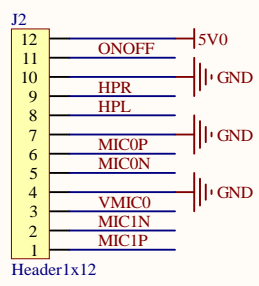 J2
12 5V0
11 ONOFF
10 GND
9 HPR
8 HPL
7 GND
6 MIC0P
5 MIC0N
4 GND
3 VMIC0
2 MIC1N
1 MIC1P
Header1x12